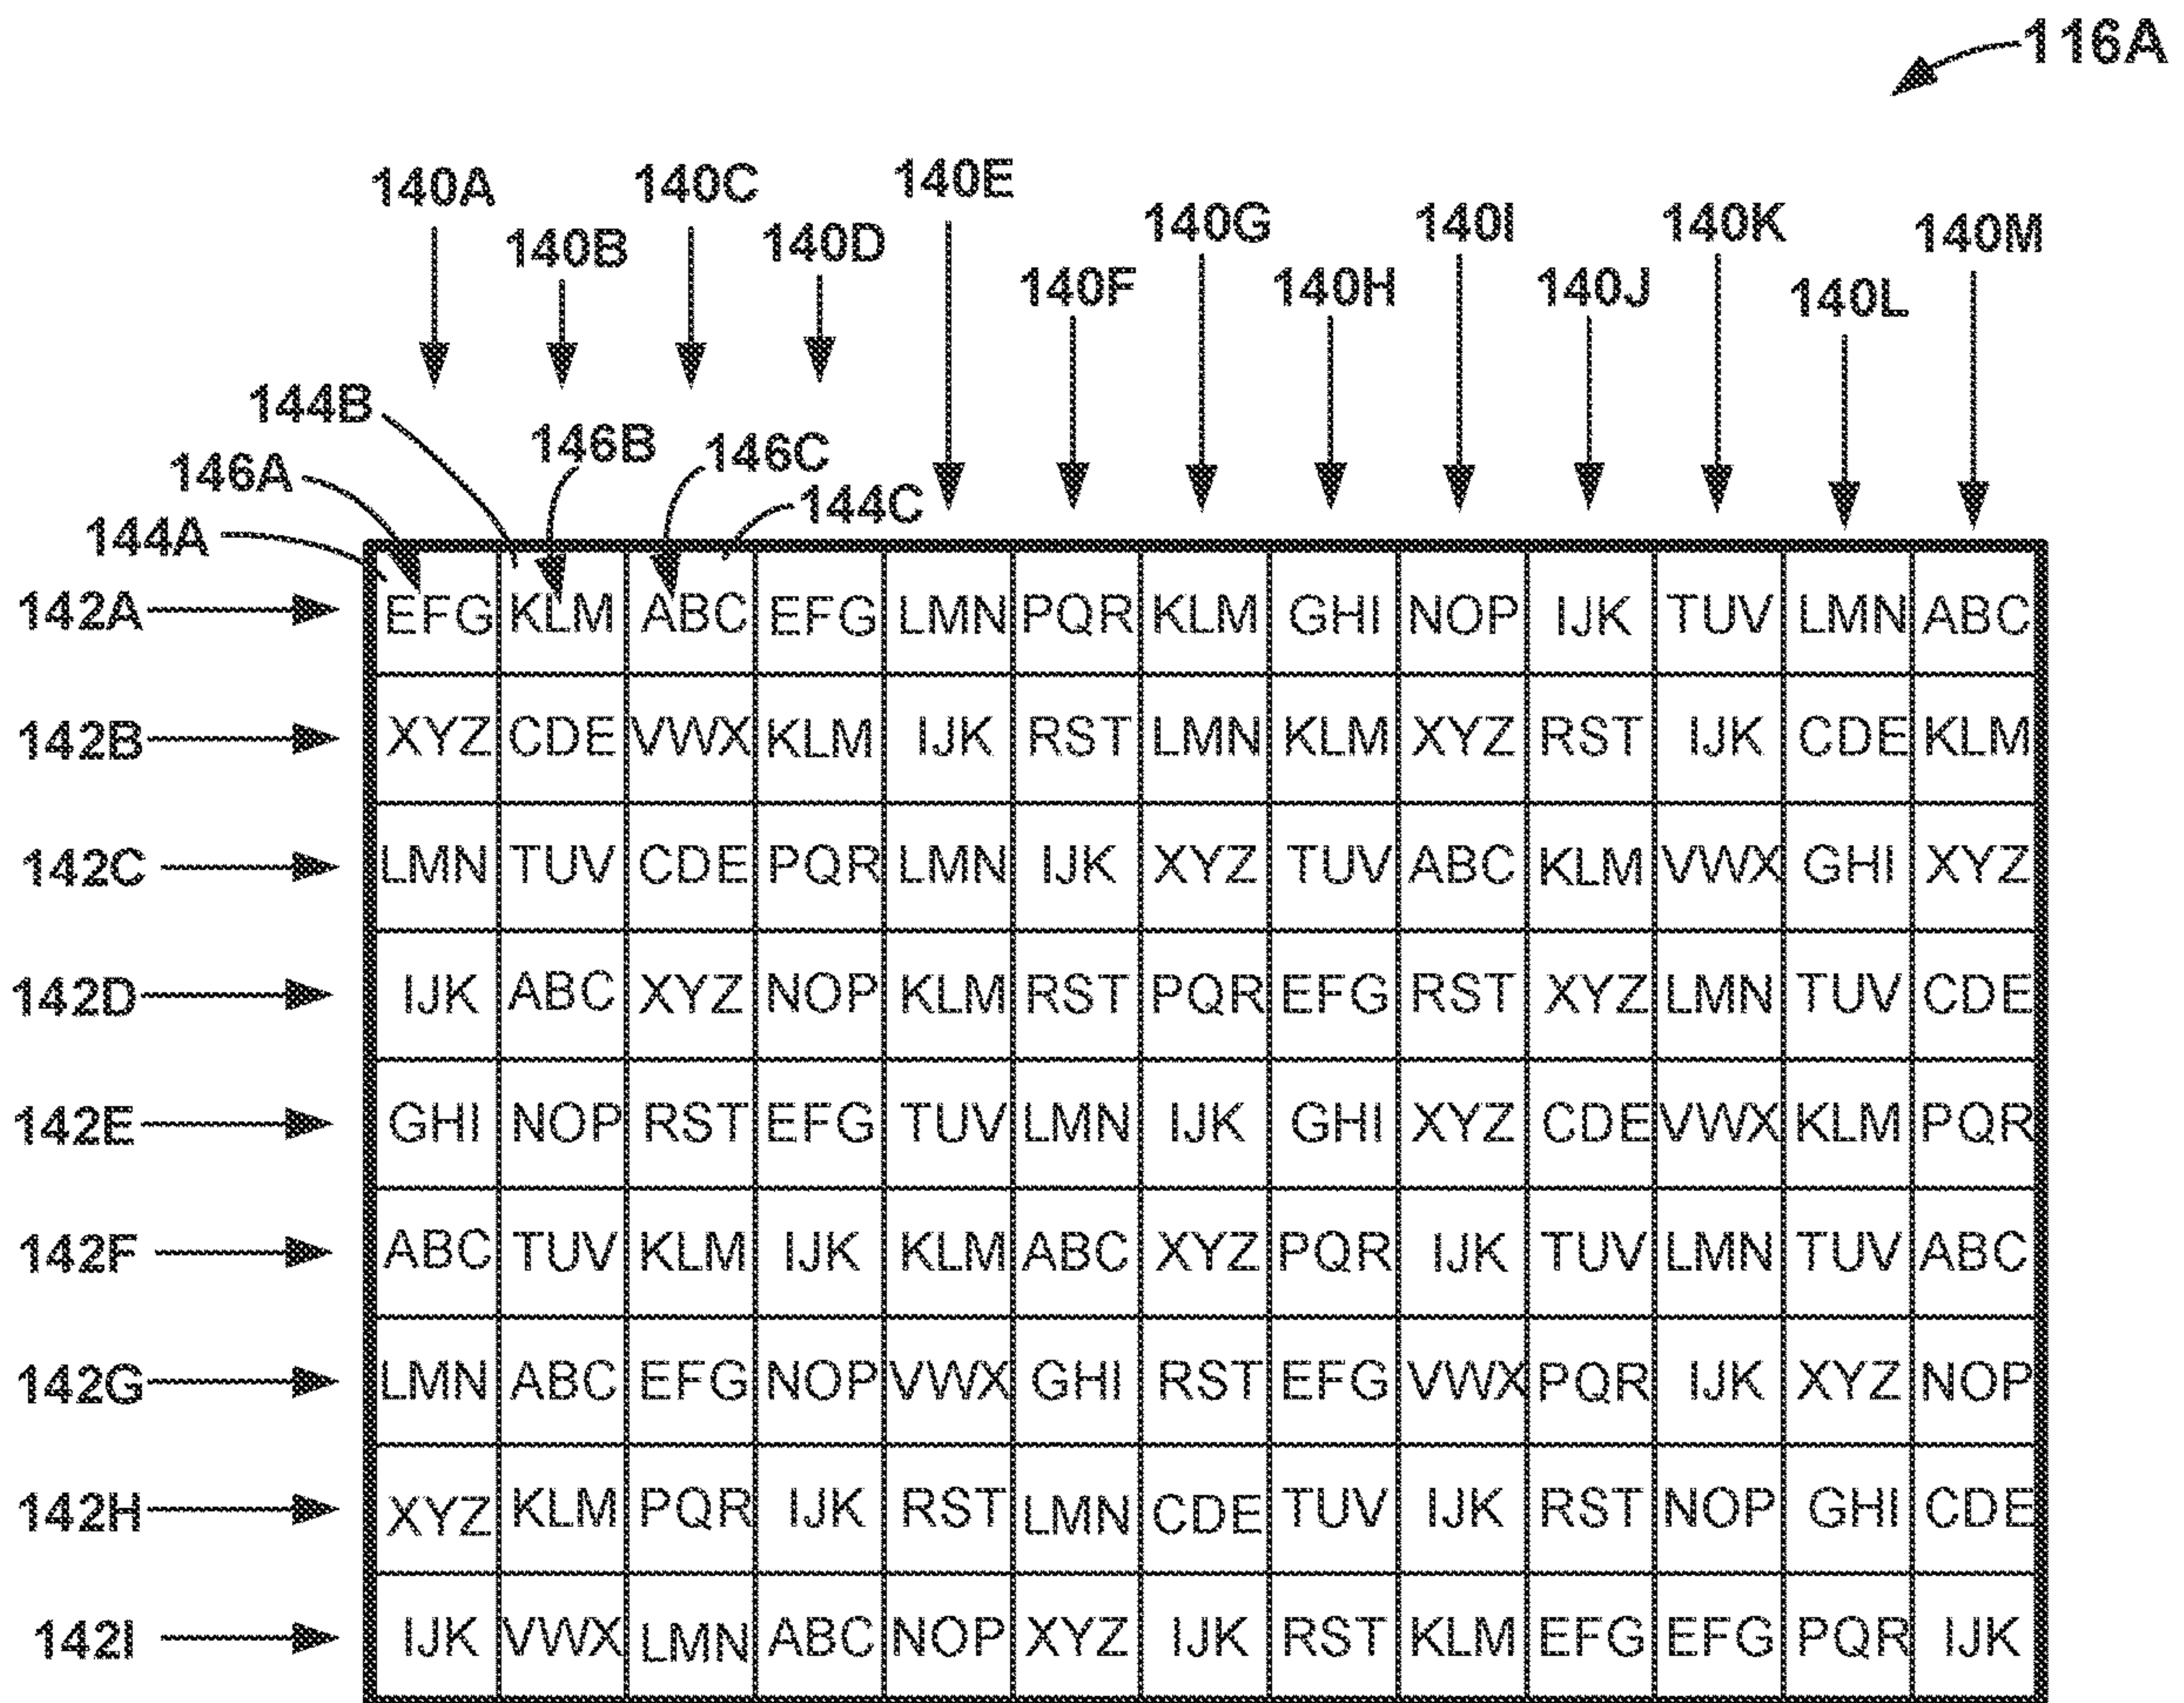 116A
140A 140C 140E
140B 140D 140G 140I 140K 140M
140F 140H 140J 140L
144B
146B 146C
146A
144C
144A
142A EFG KLM ABC EFG LMN PQR KLM GHI NOP IJK TUV LMN ABC
142B XYZ CDE VWX KLM IJK RST LMN KLM XYZ RST IJK CDE KLM
142C LMN TUV CDE PQR LMN IJK XYZ TUV ABC KLM VWX GHI XYZ
142D IJK ABC XYZ NOP KLM RST PQR EFG RST XYZ LMN TUV CDE
142E GHI NOP RST EFG TUV LMN IJK GHI XYZ CDE VWX KLM PQR
142F ABC TUV KLM IJK KLM ABC XYZ PQR IJK TUV LMN TUV ABC
142G LMN ABC EFG NOP VWX GHI RST EFG VWX PQR IJK XYZ NOP
142H XYZ KLM PQR IJK RST LMN CDE TUV IJK RST NOP GHI CDE
142I IJK VWX LMN ABC NOP XYZ IJK RST KLM EFG EFG PQR IJK